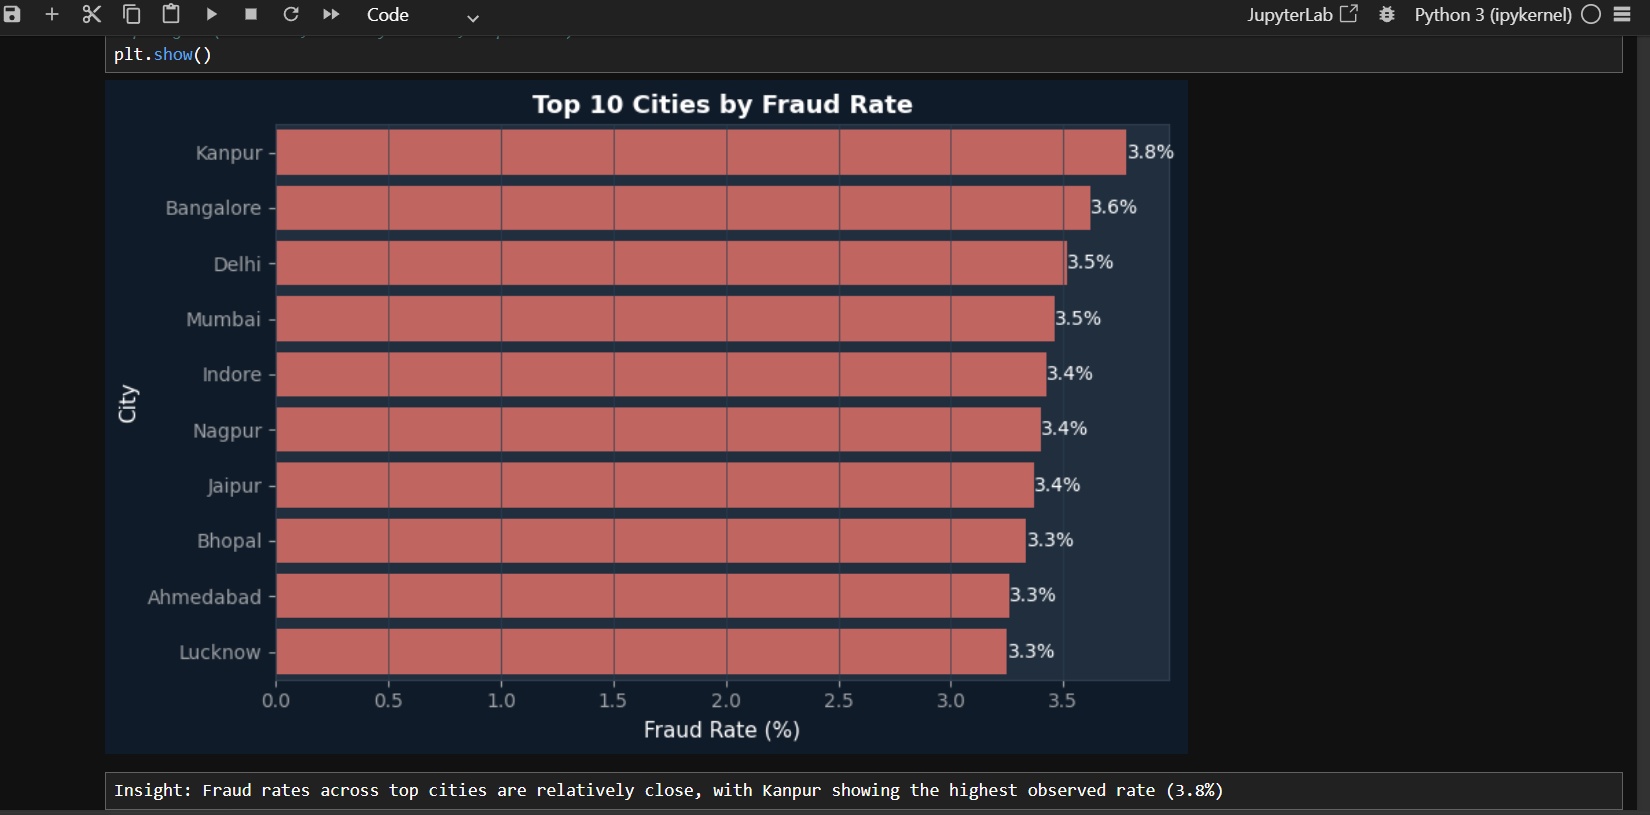 Code
JupyterLab
Python 3 (ipykernel)
plt.show()
Top 10 Cities by Fraud Rate
Kanpur
3.8%
Bangalore
3.6%
Delhi
3.5%
Mumbai
3.5%
Indore
3.4%
Nagpur
3.4%
Jaipur
3.4%
Bhopal
3.3%
Ahmedabad
3.3%
Lucknow
3.3%
City
0.0 0.5 1.0 1.5 2.0 2.5 3.0 3.5
Fraud Rate (%)
Insight: Fraud rates across top cities are relatively close, with Kanpur showing the highest observed rate (3.8%)